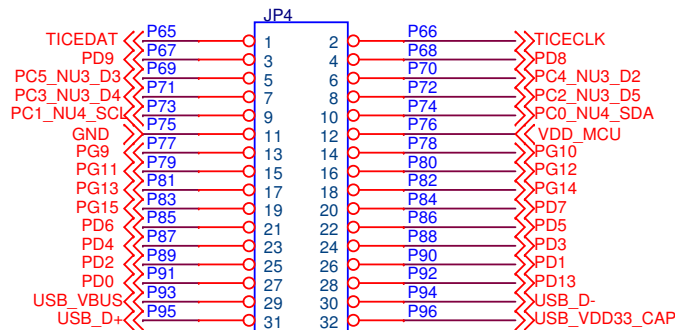 JP4
TICEDAT P65 1 2 P66 TICECLK
PD9 P67 3 4 P68 PD8
PC5_NU3_D3 P69 5 6 P70 PC4_NU3_D2
PC3_NU3_D4 P71 7 8 P72 PC2_NU3_D5
PC1_NU4_SCL P73 9 10 P74 PC0_NU4_SDA
GND P75 11 12 P76 VDD_MCU
PG9 P77 13 14 P78 PG10
PG11 P79 15 16 P80 PG12
PG13 P81 17 18 P82 PG14
PG15 P83 19 20 P84 PD7
PD6 P85 21 22 P86 PD5
PD4 P87 23 24 P88 PD3
PD2 P89 25 26 P90 PD1
PD0 P91 27 28 P92 PD13
USB_VBUS P93 29 30 P94 USB_D-
USB_D+ P95 31 32 P96 USB_VDD33_CAP